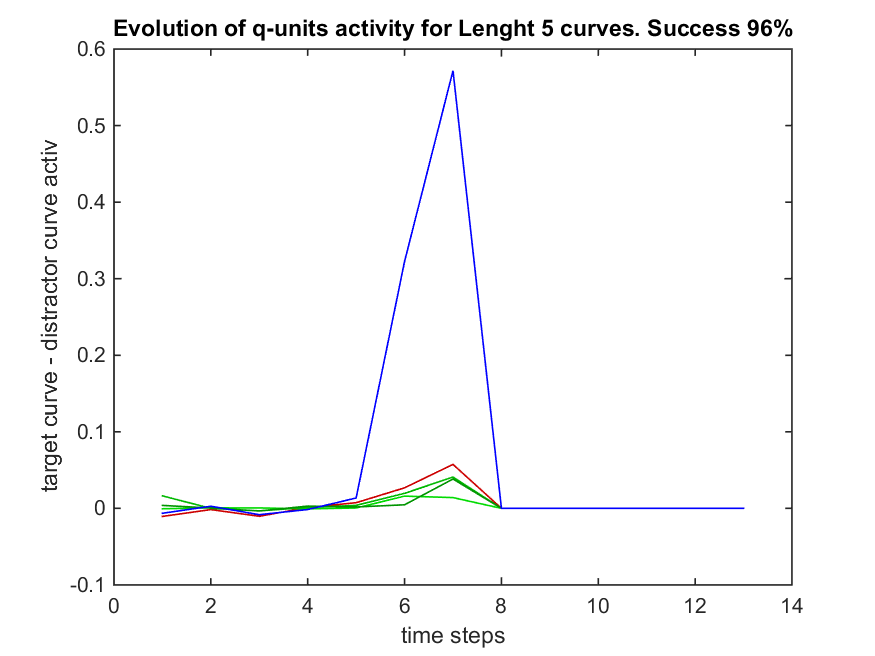 Evolution of q-units activity for Lenght 5 curves. Success 96%
0.6
0.5
0.4
0.3
0.2
0.1
0
-0.1
target curve - distractor curve activ
0 2 4 6 8 10 12 14
time steps